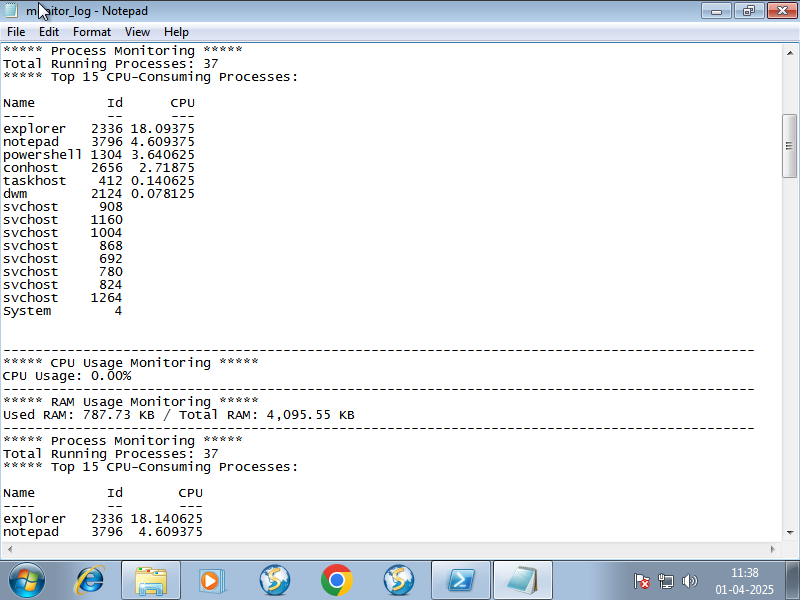 monitor_log - Notepad
File Edit Format View Help
***** Process Monitoring *****
Total Running Processes: 37
***** Top 15 CPU-Consuming Processes:
Name Id CPU
---- -- ---
explorer 2336 18.09375
notepad 3796 4.609375
powershell 1304 3.640625
conhost 2656 2.71875
taskhost 412 0.140625
dwm 2124 0.078125
svchost 908
svchost 1160
svchost 1004
svchost 868
svchost 692
svchost 780
svchost 824
svchost 1264
System 4
-----------------------------------------------------------------------------------------------
***** CPU Usage Monitoring *****
CPU Usage: 0.00%
-----------------------------------------------------------------------------------------------
***** RAM Usage Monitoring *****
Used RAM: 787.73 KB / Total RAM: 4,095.55 KB
-----------------------------------------------------------------------------------------------
***** Process Monitoring *****
Total Running Processes: 37
***** Top 15 CPU-Consuming Processes:
Name Id CPU
---- -- ---
explorer 2336 18.140625
notepad 3796 4.609375
11:38
01-04-2025